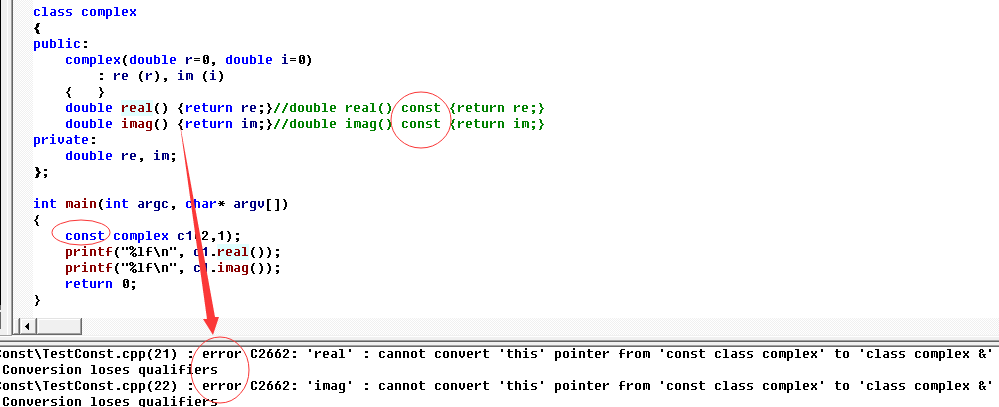 class complex
{
public:
    complex(double r=0, double i=0)
        : re (r), im (i)
    {   }
    double real() {return re;}//double real() const {return re;}
    double imag() {return im;}//double imag() const {return im;}
private:
    double re, im;
};
int main(int argc, char* argv[])
{
    const complex c1(2,1);
    printf("%lf\n", c1.real());
    printf("%lf\n", c1.imag());
    return 0;
}
Const\TestConst.cpp(21) : error C2662: 'real' : cannot convert 'this' pointer from 'const class complex' to 'class complex &'
Conversion loses qualifiers
Const\TestConst.cpp(22) : error C2662: 'imag' : cannot convert 'this' pointer from 'const class complex' to 'class complex &'
Conversion loses qualifiers